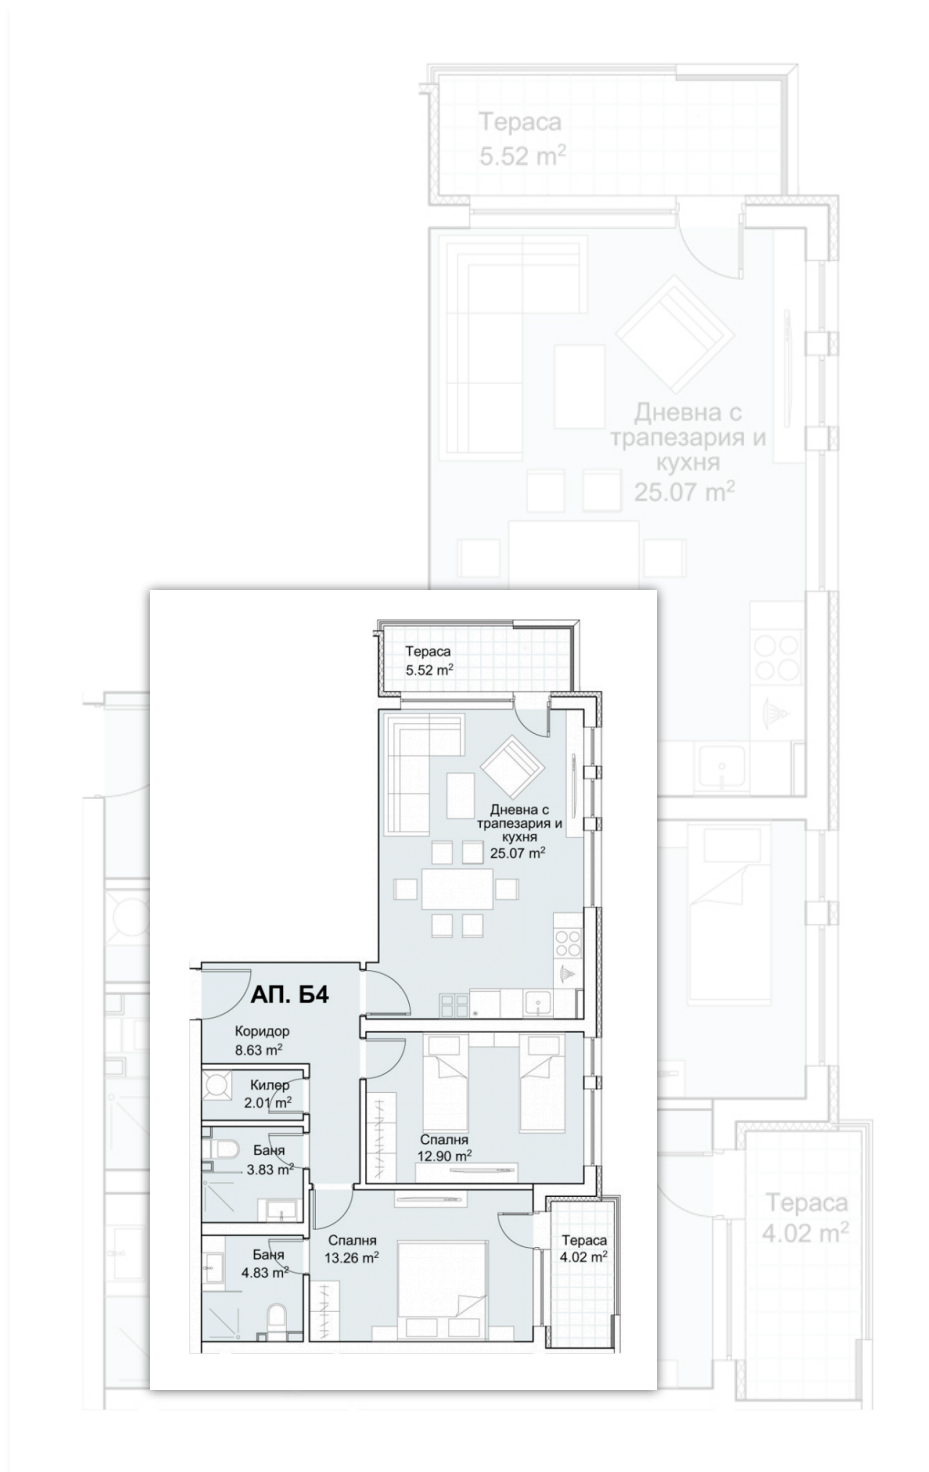 Тераса
5.52 m²
Дневна с
трапезария и
кухня
25.07 m²
Тераса
5.52 m²
Дневна с
трапезария и
кухня
25.07 m²
АП. Б4
Коридор
8.63 m²
Килер
2.01 m²
Баня
3.83 m²
Спалня
12.90 m²
Баня
4.83 m²
Спалня
13.26 m²
Тераса
4.02 m²
Тераса
4.02 m²